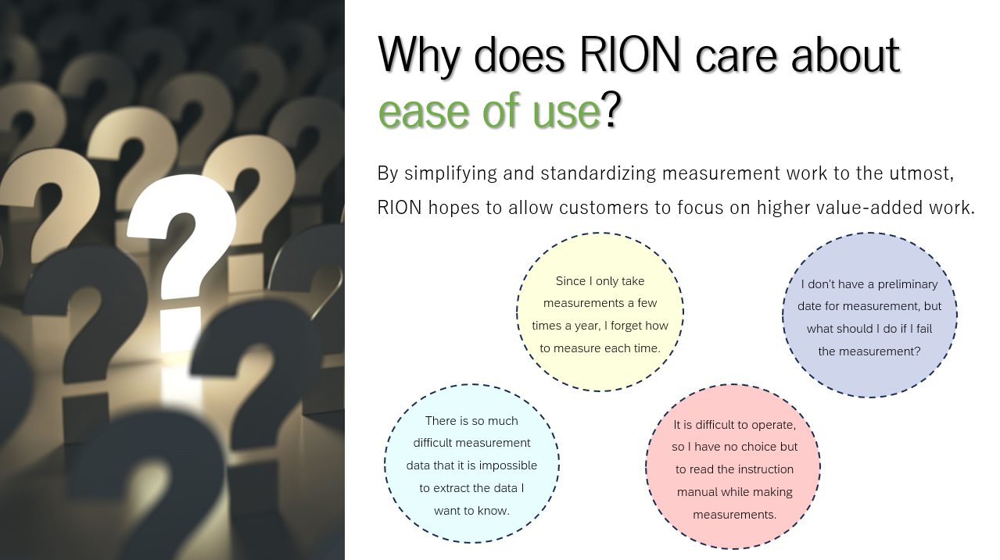 Why does RION care about
ease of use?
By simplifying and standardizing measurement work to the utmost,
RION hopes to allow customers to focus on higher value-added work.
Since I only take
measurements a few
times a year, I forget how
to measure each time.
I don't have a preliminary
date for measurement, but
what should I do if I fail
the measurement?
There is so much
difficult measurement
data that it is impossible
to extract the data I
want to know.
It is difficult to operate,
so I have no choice but
to read the instruction
manual while making
measurements.